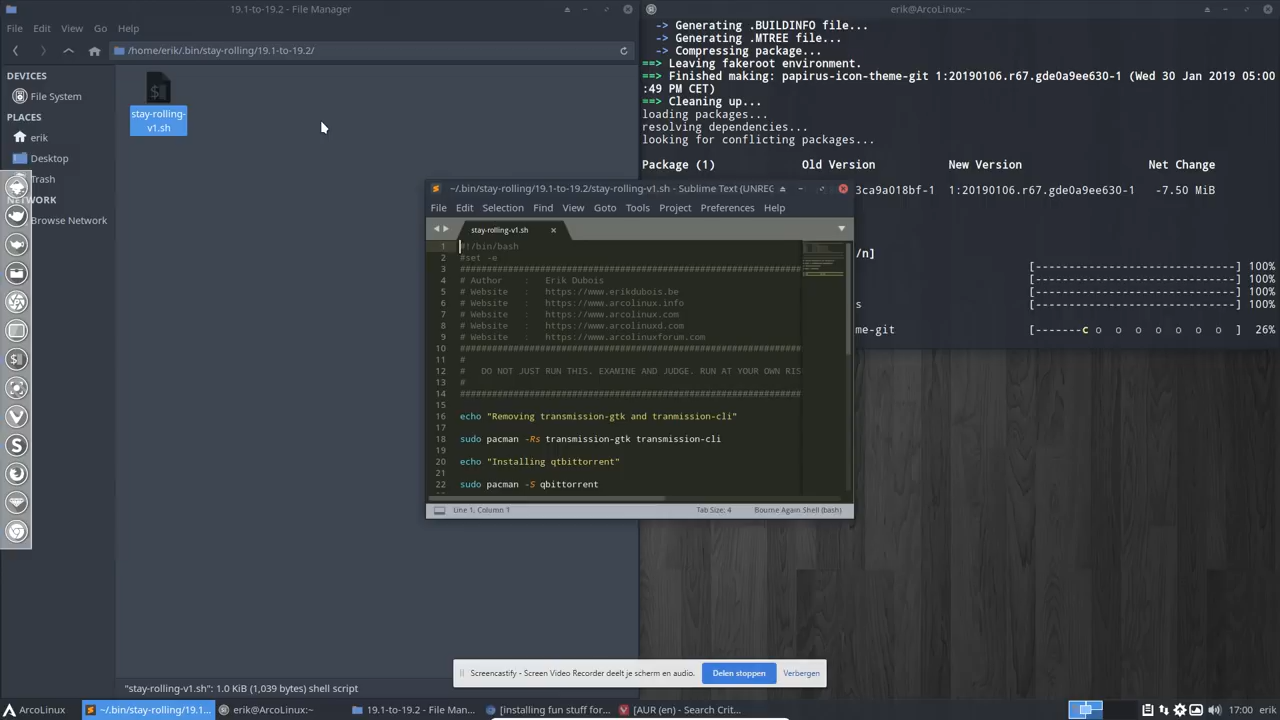 19.1-to-19.2 - File Manager
File Edit View Go Help
/home/erik/.bin/stay-rolling/19.1-to-19.2/
DEVICES
File System
PLACES
erik
Desktop
Trash
NETWORK
Browse Network
stay-rolling-
v1.sh
"stay-rolling-v1.sh": 1.0 KiB (1,039 bytes) shell script
erik@ArcoLinux:~
-> Generating .BUILDINFO file...
-> Generating .MTREE file...
-> Compressing package...
==> Leaving fakeroot environment.
==> Finished making: papirus-icon-theme-git 1:20190106.r67.gde0a9ee630-1 (Wed 30 Jan 2019 05:00
:49 PM CET)
==> Cleaning up...
loading packages...
resolving dependencies...
looking for conflicting packages...
Package (1) Old Version New Version Net Change
3ca9a018bf-1 1:20190106.r67.gde0a9ee630-1 -7.50 MiB
/n]
[----------------------------------] 100%
[----------------------------------] 100%
[----------------------------------] 100%
s [----------------------------------] 100%
me-git [------c o o o o o o o ] 26%
~/.bin/stay-rolling/19.1-to-19.2/stay-rolling-v1.sh - Sublime Text (UNREG
File Edit Selection Find View Goto Tools Project Preferences Help
stay-rolling-v1.sh
1 #!/bin/bash
2 #set -e
3 ##################################################################
4 # Author : Erik Dubois
5 # Website : https://www.erikdubois.be
6 # Website : https://www.arcolinux.info
7 # Website : https://www.arcolinux.com
8 # Website : https://www.arcolinuxd.com
9 # Website : https://www.arcolinuxforum.com
10 ##################################################################
11 #
12 # DO NOT JUST RUN THIS. EXAMINE AND JUDGE. RUN AT YOUR OWN RIS
13 #
14 ##################################################################
15
16 echo "Removing transmission-gtk and tranmission-cli"
17
18 sudo pacman -Rs transmission-gtk transmission-cli
19
20 echo "Installing qtbittorrent"
21
22 sudo pacman -S qbittorrent
Line 1, Column 1 Tab Size: 4 Bourne Again Shell (bash)
Screencastify - Screen Video Recorder deelt je scherm en audio. Delen stoppen Verbergen
ArcoLinux ~/.bin/stay-rolling/19.1... erik@ArcoLinux:~ 19.1-to-19.2 - File Man... [installing fun stuff for... [AUR (en) - Search Crit... 17:00 erik